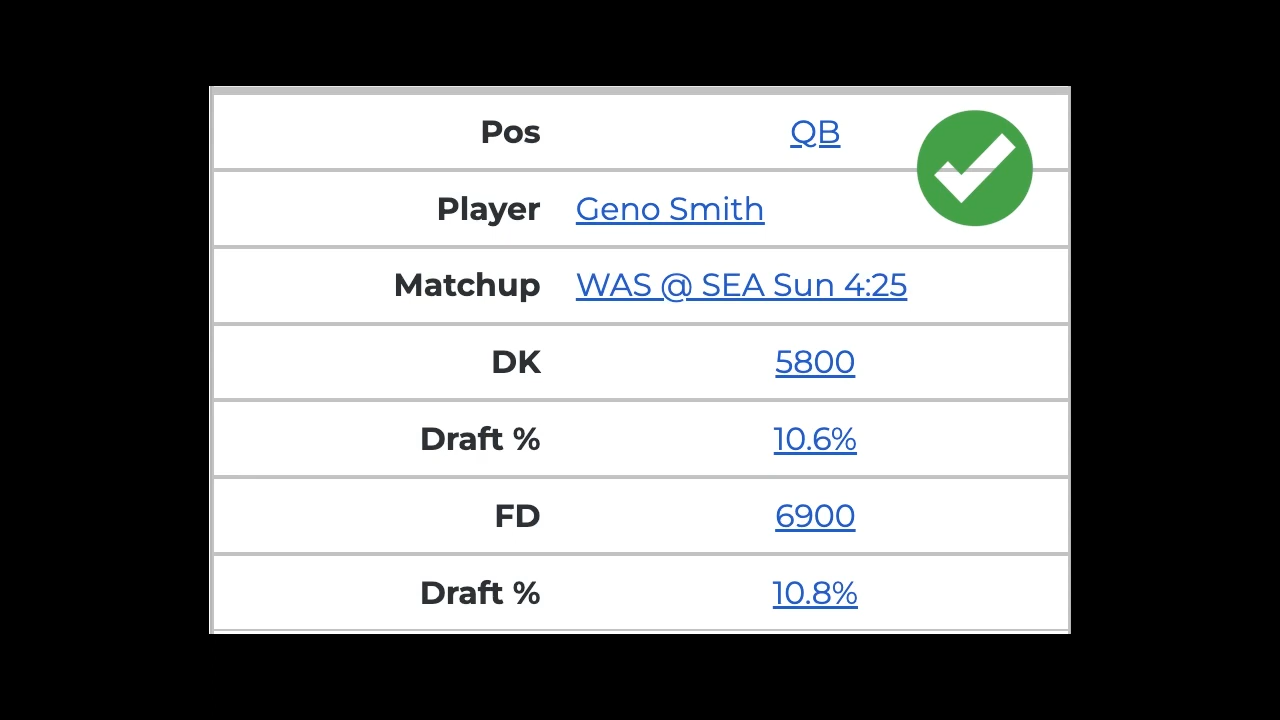 Pos QB
Player Geno Smith
Matchup WAS @ SEA Sun 4:25
DK 5800
Draft % 10.6%
FD 6900
Draft % 10.8%